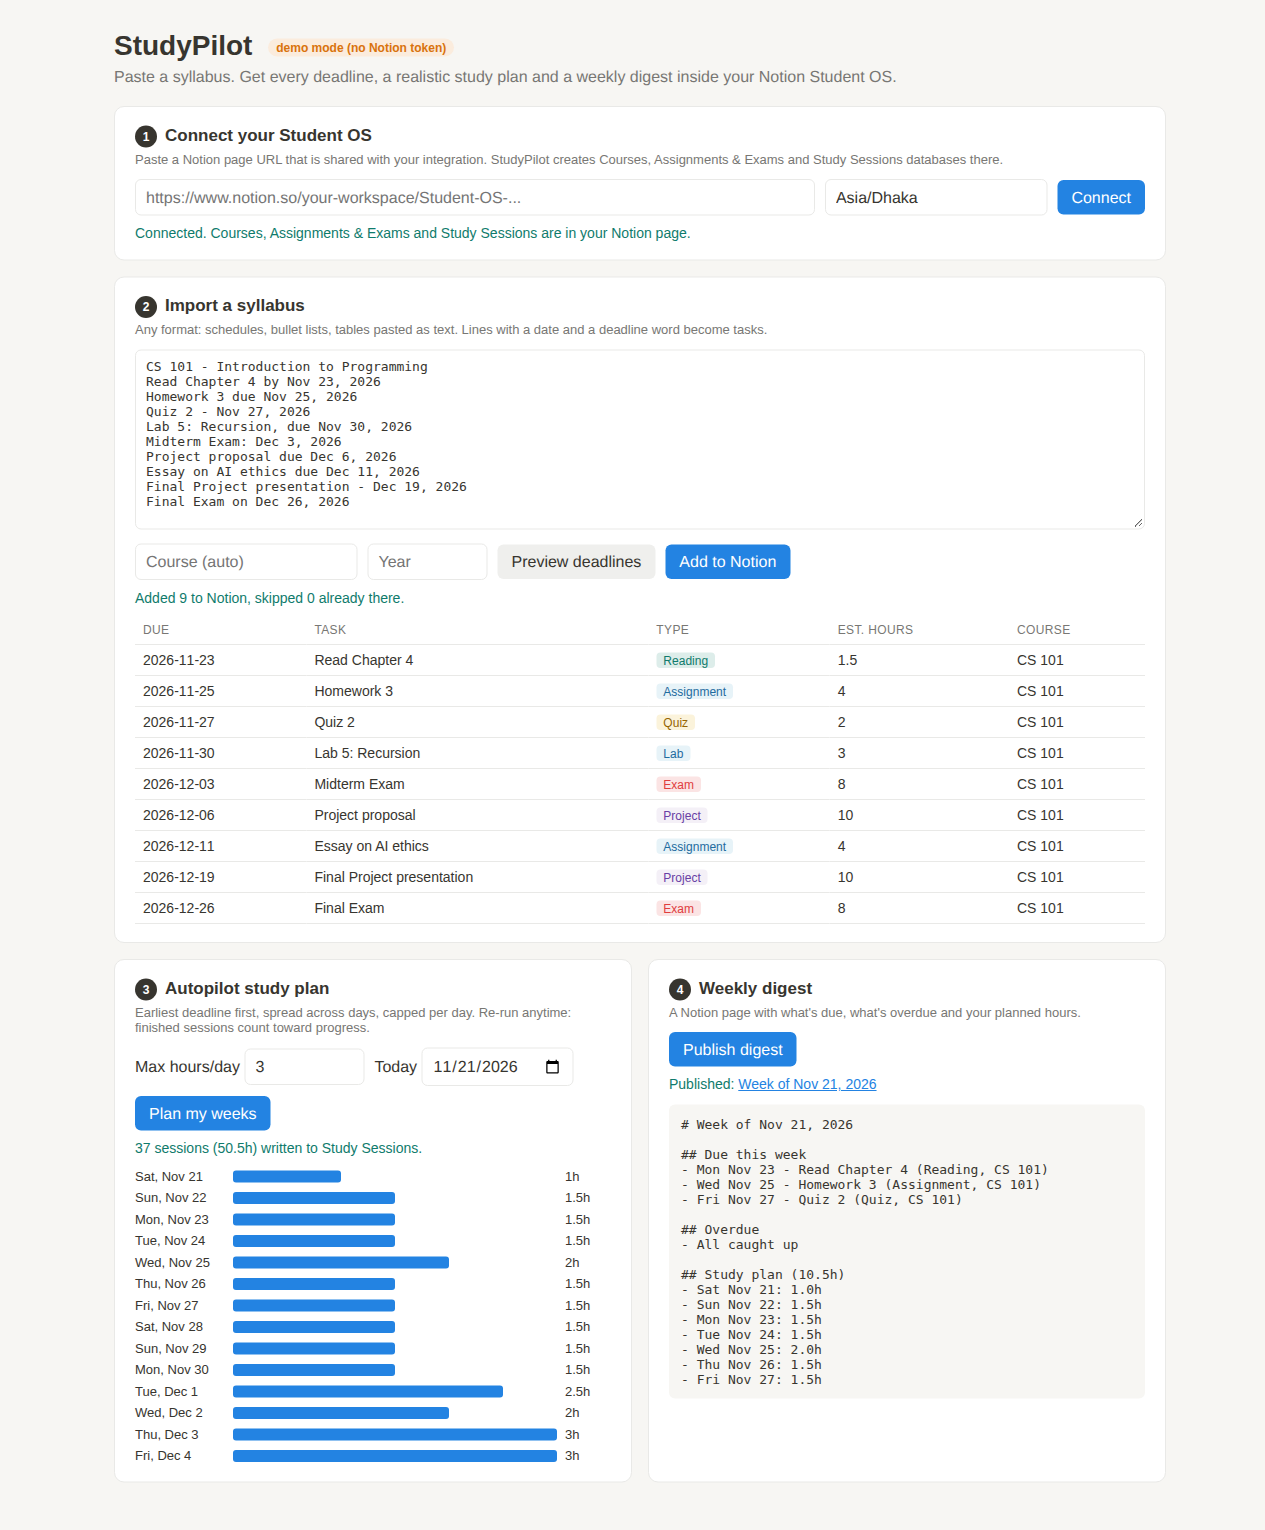 StudyPilot demo mode (no Notion token)
Paste a syllabus. Get every deadline, a realistic study plan and a weekly digest inside your Notion Student OS.
1 Connect your Student OS
Paste a Notion page URL that is shared with your integration. StudyPilot creates Courses, Assignments & Exams and Study Sessions databases there.
https://www.notion.so/your-workspace/Student-OS-... Asia/Dhaka Connect
Connected. Courses, Assignments & Exams and Study Sessions are in your Notion page.
2 Import a syllabus
Any format: schedules, bullet lists, tables pasted as text. Lines with a date and a deadline word become tasks.
CS 101 - Introduction to Programming
Read Chapter 4 by Nov 23, 2026
Homework 3 due Nov 25, 2026
Quiz 2 - Nov 27, 2026
Lab 5: Recursion, due Nov 30, 2026
Midterm Exam: Dec 3, 2026
Project proposal due Dec 6, 2026
Essay on AI ethics due Dec 11, 2026
Final Project presentation - Dec 19, 2026
Final Exam on Dec 26, 2026
Course (auto) Year Preview deadlines Add to Notion
Added 9 to Notion, skipped 0 already there.
DUE TASK TYPE EST. HOURS COURSE
2026-11-23 Read Chapter 4 Reading 1.5 CS 101
2026-11-25 Homework 3 Assignment 4 CS 101
2026-11-27 Quiz 2 Quiz 2 CS 101
2026-11-30 Lab 5: Recursion Lab 3 CS 101
2026-12-03 Midterm Exam Exam 8 CS 101
2026-12-06 Project proposal Project 10 CS 101
2026-12-11 Essay on AI ethics Assignment 4 CS 101
2026-12-19 Final Project presentation Project 10 CS 101
2026-12-26 Final Exam Exam 8 CS 101
3 Autopilot study plan
Earliest deadline first, spread across days, capped per day. Re-run anytime:
finished sessions count toward progress.
Max hours/day 3 Today 11/21/2026
Plan my weeks
37 sessions (50.5h) written to Study Sessions.
Sat, Nov 21 1h
Sun, Nov 22 1.5h
Mon, Nov 23 1.5h
Tue, Nov 24 1.5h
Wed, Nov 25 2h
Thu, Nov 26 1.5h
Fri, Nov 27 1.5h
Sat, Nov 28 1.5h
Sun, Nov 29 1.5h
Mon, Nov 30 1.5h
Tue, Dec 1 2.5h
Wed, Dec 2 2h
Thu, Dec 3 3h
Fri, Dec 4 3h
4 Weekly digest
A Notion page with what's due, what's overdue and your planned hours.
Publish digest
Published: Week of Nov 21, 2026
# Week of Nov 21, 2026
## Due this week
- Mon Nov 23 - Read Chapter 4 (Reading, CS 101)
- Wed Nov 25 - Homework 3 (Assignment, CS 101)
- Fri Nov 27 - Quiz 2 (Quiz, CS 101)
## Overdue
- All caught up
## Study plan (10.5h)
- Sat Nov 21: 1.0h
- Sun Nov 22: 1.5h
- Mon Nov 23: 1.5h
- Tue Nov 24: 1.5h
- Wed Nov 25: 2.0h
- Thu Nov 26: 1.5h
- Fri Nov 27: 1.5h